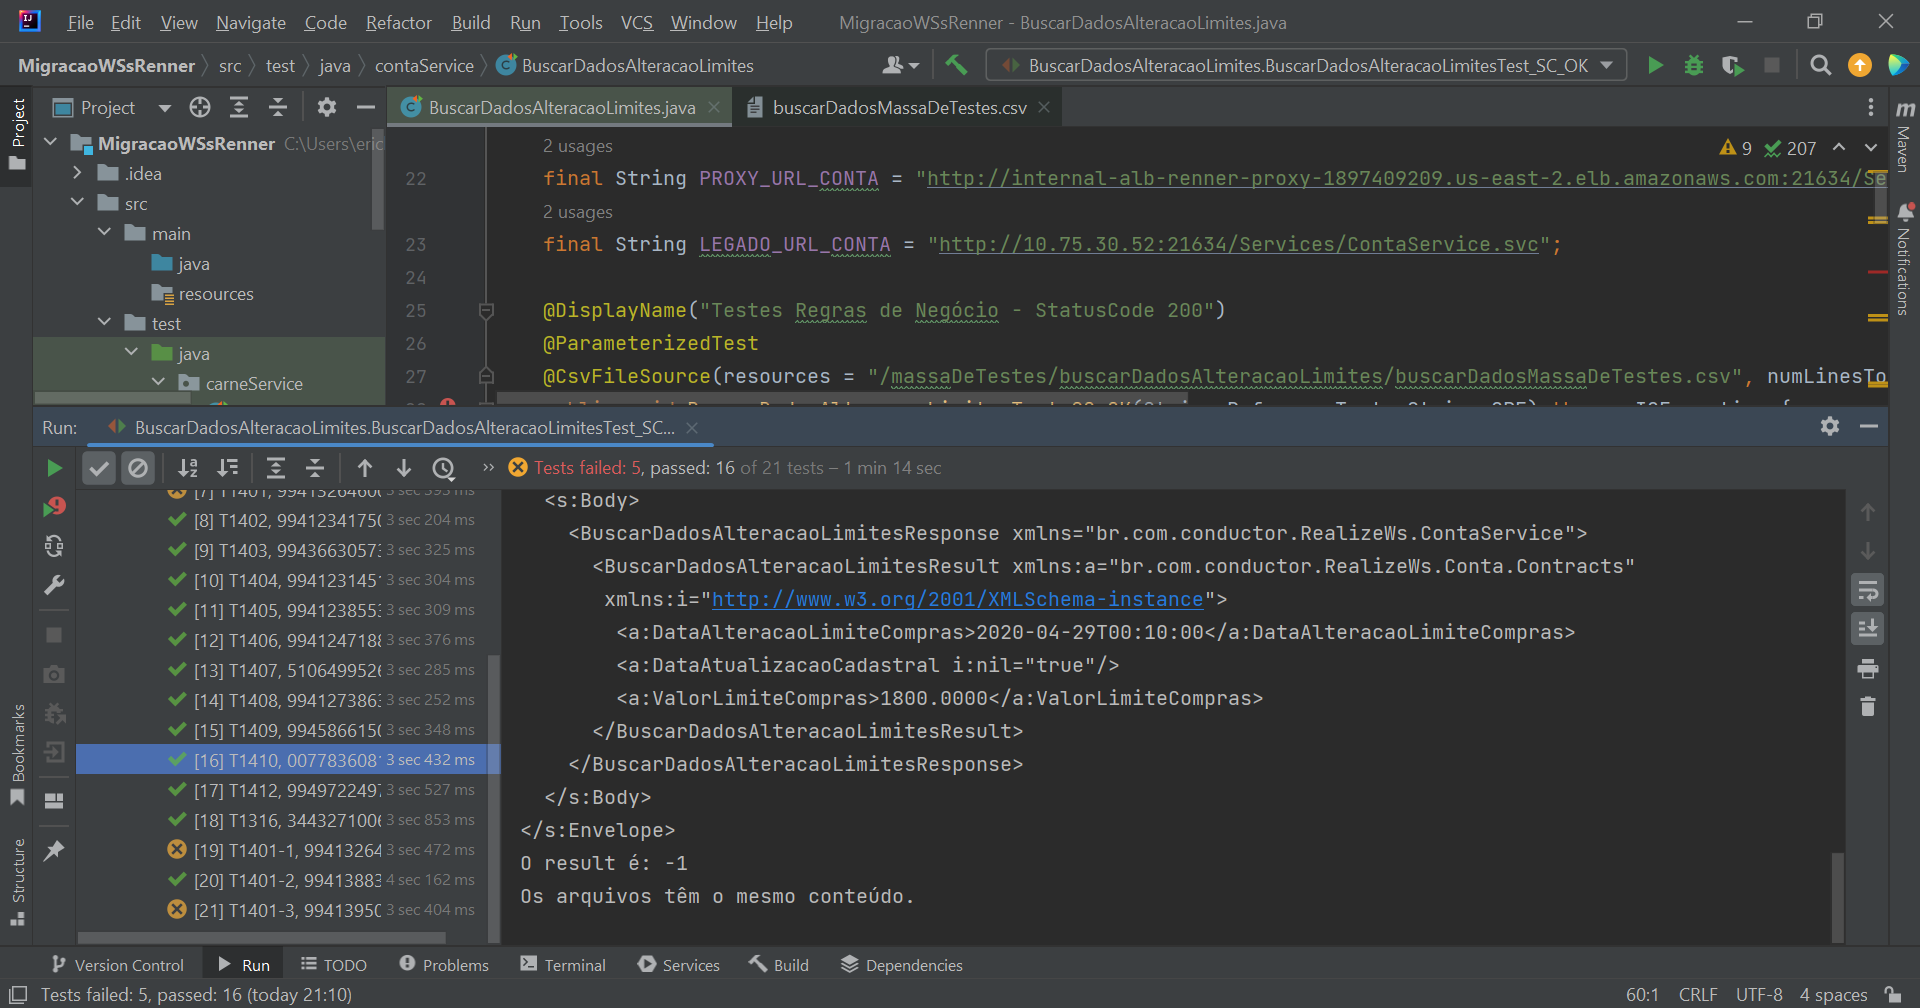 File Edit View Navigate Code Refactor Build Run Tools VCS Window Help MigracaoWSsRenner - BuscarDadosAlteracaoLimites.java
MigracaoWSsRenner src test java contaService BuscarDadosAlteracaoLimites BuscarDadosAlteracaoLimites.BuscarDadosAlteracaoLimitesTest_SC_OK
Project
Project
BuscarDadosAlteracaoLimites.java
buscarDadosMassaDeTestes.csv
MigracaoWSsRenner C:\Users\eric
.idea
src
main
java
resources
test
java
carneService
2 usages
9 207
22 final String PROXY_URL_CONTA = "http://internal-alb-renner-proxy-1897409209.us-east-2.elb.amazonaws.com:21634/Se
2 usages
23 final String LEGADO_URL_CONTA = "http://10.75.30.52:21634/Services/ContaService.svc";
24
25 @DisplayName("Testes Regras de Negócio - StatusCode 200")
26 @ParameterizedTest
27 @CsvFileSource(resources = "/massaDeTestes/buscarDadosAlteracaoLimites/buscarDadosMassaDeTestes.csv", numLinesTo
Maven
Notifications
Run: BuscarDadosAlteracaoLimites.BuscarDadosAlteracaoLimitesTest_SC...
Tests failed: 5, passed: 16 of 21 tests – 1 min 14 sec
[7] T1401, 9941326460 3 sec 393 ms
[8] T1402, 9941234175 3 sec 204 ms
[9] T1403, 9943663057 3 sec 325 ms
[10] T1404, 994123145 3 sec 304 ms
[11] T1405, 994123855 3 sec 309 ms
[12] T1406, 994124718 3 sec 376 ms
[13] T1407, 510649952 3 sec 285 ms
[14] T1408, 994127386 3 sec 252 ms
[15] T1409, 994586615 3 sec 348 ms
[16] T1410, 007783608 3 sec 432 ms
[17] T1412, 994972249 3 sec 527 ms
[18] T1316, 344327100 3 sec 853 ms
[19] T1401-1, 9941326 3 sec 472 ms
[20] T1401-2, 9941388 4 sec 162 ms
[21] T1401-3, 9941395 3 sec 404 ms
<s:Body>
<BuscarDadosAlteracaoLimitesResponse xmlns="br.com.conductor.RealizeWs.ContaService">
<BuscarDadosAlteracaoLimitesResult xmlns:a="br.com.conductor.RealizeWs.Conta.Contracts"
xmlns:i="http://www.w3.org/2001/XMLSchema-instance">
<a:DataAlteracaoLimiteCompras>2020-04-29T00:10:00</a:DataAlteracaoLimiteCompras>
<a:DataAtualizacaoCadastral i:nil="true"/>
<a:ValorLimiteCompras>1800.0000</a:ValorLimiteCompras>
</BuscarDadosAlteracaoLimitesResult>
</BuscarDadosAlteracaoLimitesResponse>
</s:Body>
</s:Envelope>
O result é: -1
Os arquivos têm o mesmo conteúdo.
Bookmarks
Structure
Version Control Run TODO Problems Terminal Services Build Dependencies
Tests failed: 5, passed: 16 (today 21:10) 60:1 CRLF UTF-8 4 spaces